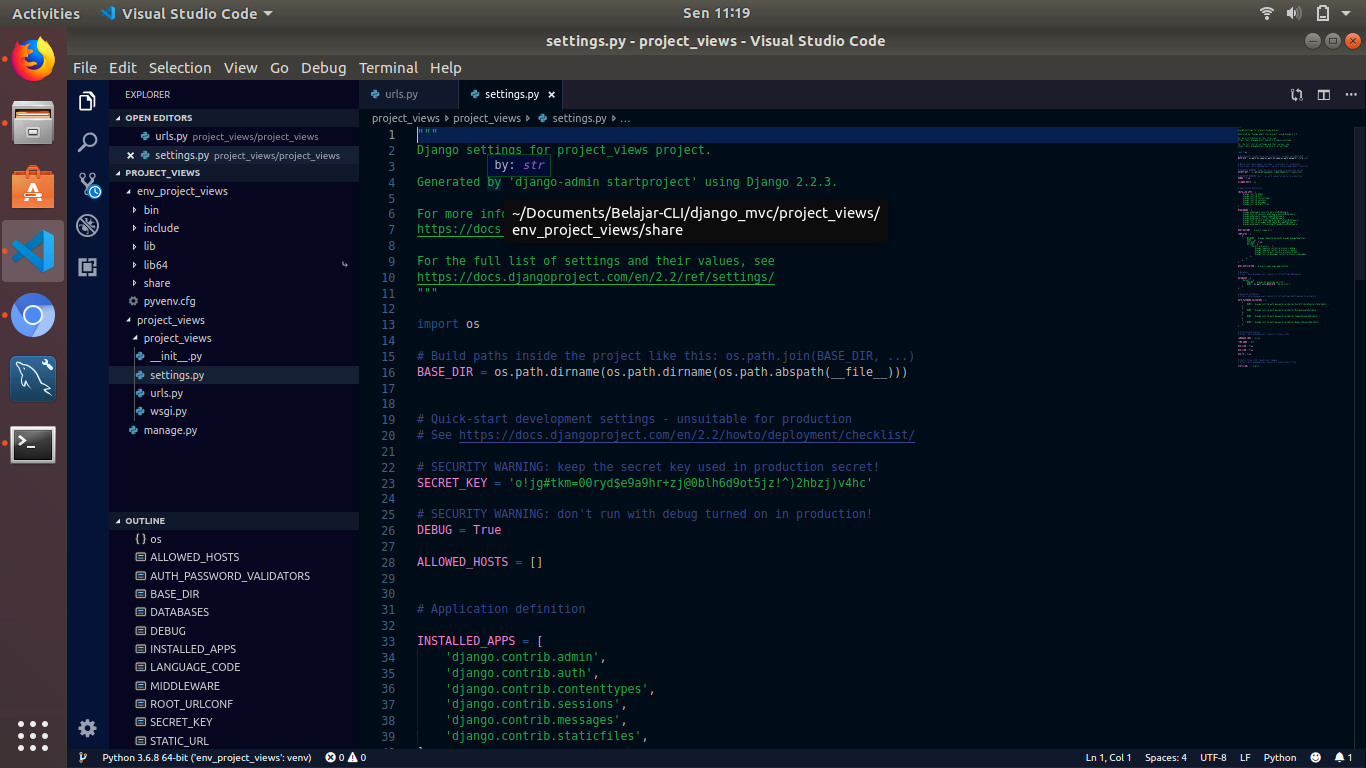 Activities
Visual Studio Code
Sen 11:19
settings.py - project_views - Visual Studio Code
File Edit Selection View Go Debug Terminal Help
EXPLORER
OPEN EDITORS
urls.py project_views/project_views
settings.py project_views/project_views
PROJECT_VIEWS
env_project_views
bin
include
lib
lib64
share
pyvenv.cfg
project_views
project_views
__init__.py
settings.py
urls.py
wsgi.py
manage.py
OUTLINE
os
ALLOWED_HOSTS
AUTH_PASSWORD_VALIDATORS
BASE_DIR
DATABASES
DEBUG
INSTALLED_APPS
LANGUAGE_CODE
MIDDLEWARE
ROOT_URLCONF
SECRET_KEY
STATIC_URL
urls.py settings.py
project_views project_views settings.py ...
1 """
2 Django settings for project_views project.
3
by: str
4 Generated by 'django-admin startproject' using Django 2.2.3.
5
6 For more info
7 https://docs
~/Documents/Belajar-CLI/django_mvc/project_views/
env_project_views/share
8
9 For the full list of settings and their values, see
10 https://docs.djangoproject.com/en/2.2/ref/settings/
11 """
12
13 import os
14
15 # Build paths inside the project like this: os.path.join(BASE_DIR, ...)
16 BASE_DIR = os.path.dirname(os.path.dirname(os.path.abspath(__file__)))
17
18
19 # Quick-start development settings - unsuitable for production
20 # See https://docs.djangoproject.com/en/2.2/howto/deployment/checklist/
21
22 # SECURITY WARNING: keep the secret key used in production secret!
23 SECRET_KEY = 'o!jg#tkm=00ryd$e9a9hr+zj@0blh6d9ot5jz!^)2hbzj)v4hc'
24
25 # SECURITY WARNING: don't run with debug turned on in production!
26 DEBUG = True
27
28 ALLOWED_HOSTS = []
29
30
31 # Application definition
32
33 INSTALLED_APPS = [
34 'django.contrib.admin',
35 'django.contrib.auth',
36 'django.contrib.contenttypes',
37 'django.contrib.sessions',
38 'django.contrib.messages',
39 'django.contrib.staticfiles',
Python 3.6.8 64-bit ('env_project_views': venv) 0 0
Ln 1, Col 1 Spaces: 4 UTF-8 LF Python 1